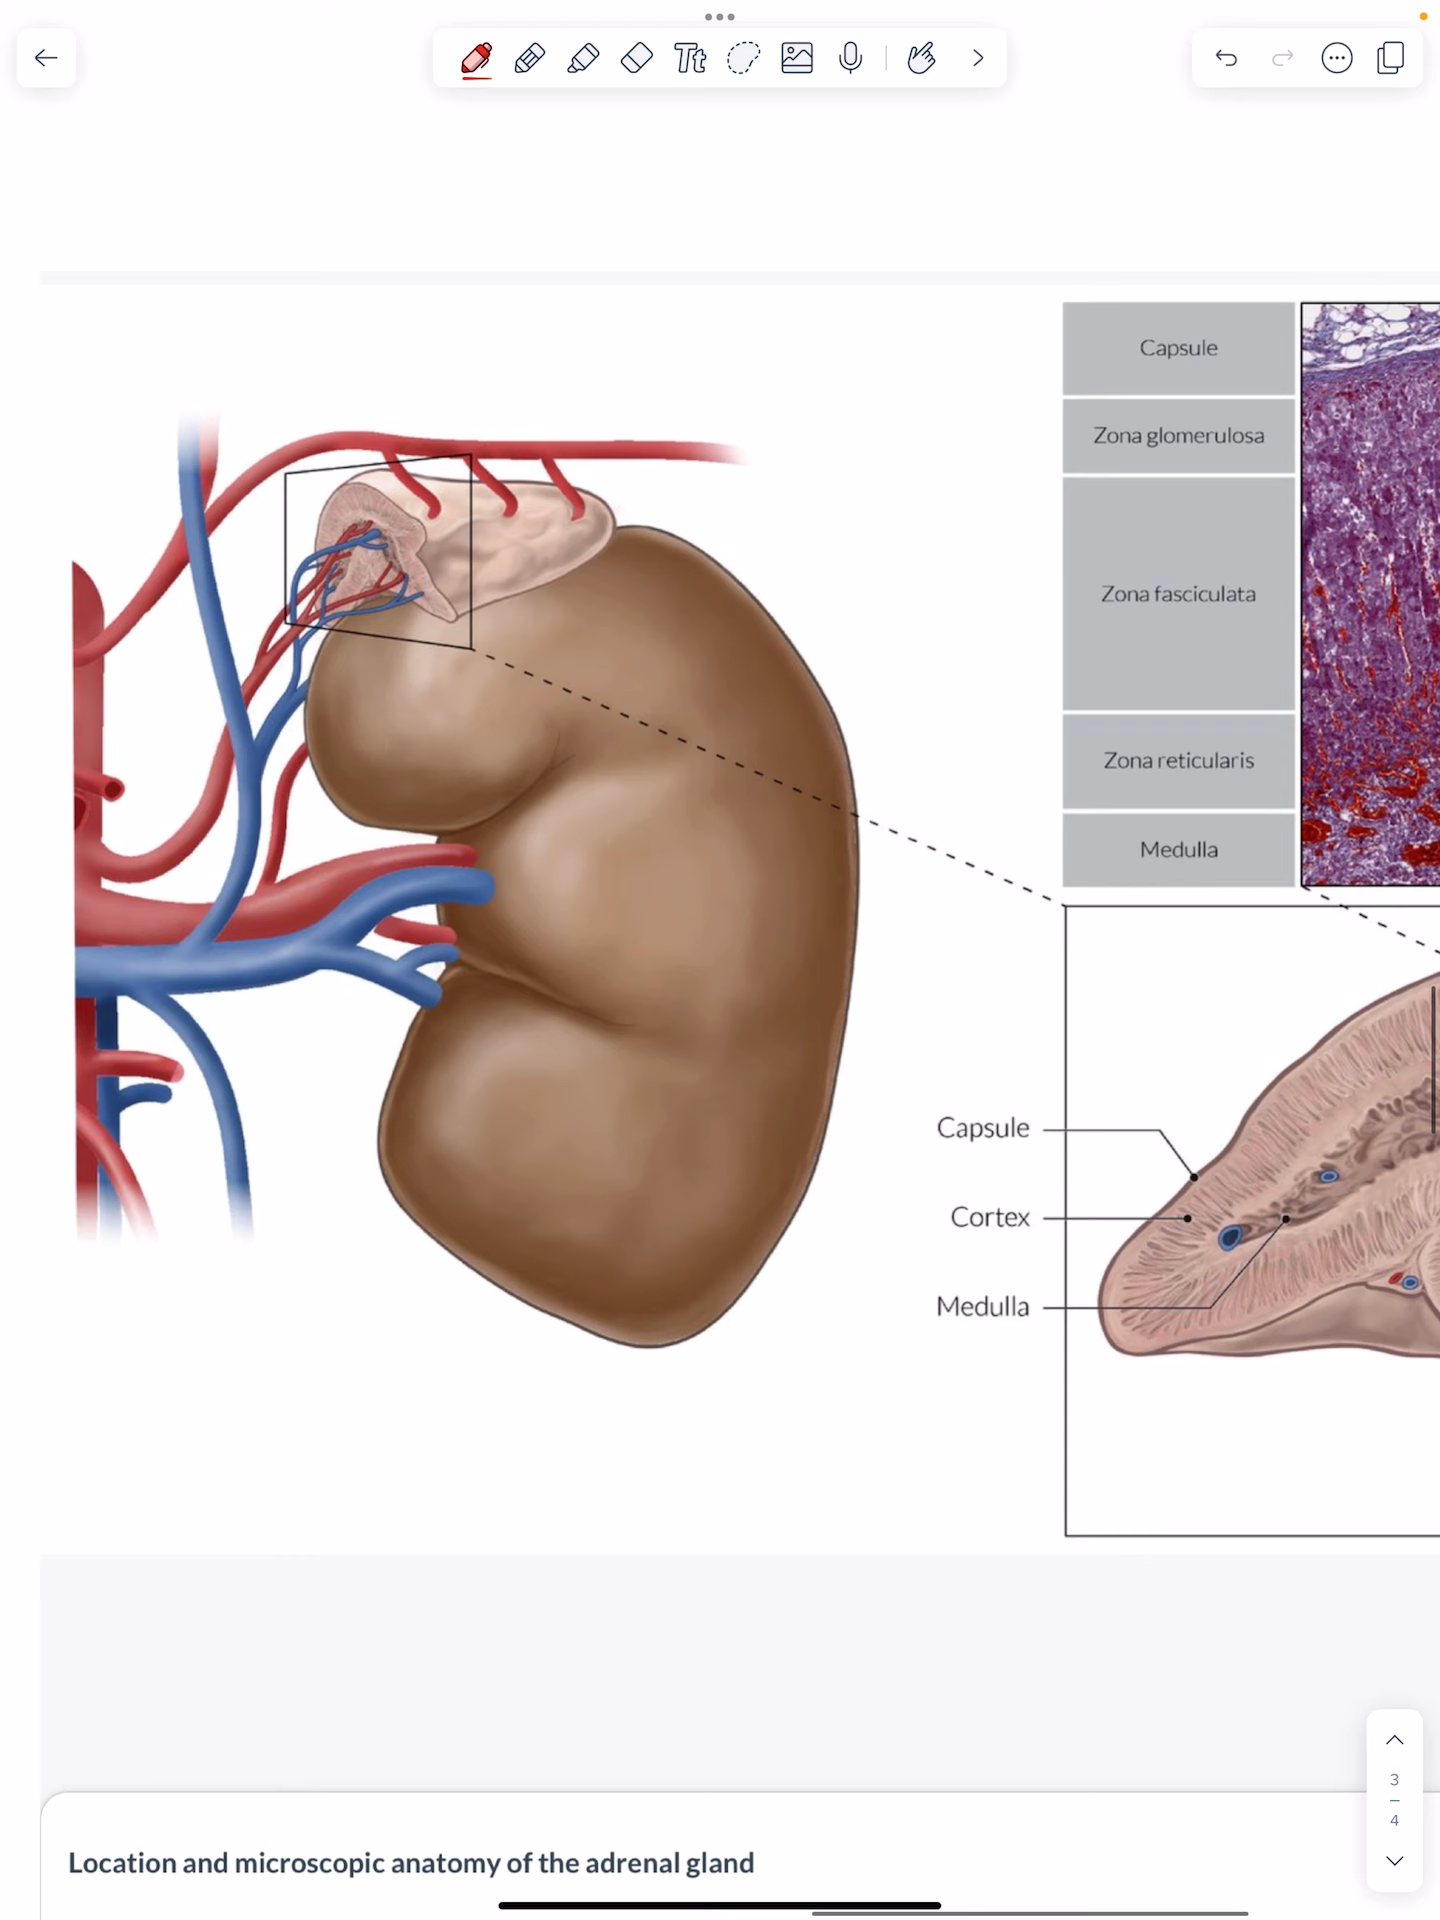 Tt
Capsule
Zona glomerulosa
Zona fasciculata
Zona reticularis
Medulla
Capsule
Cortex
Medulla
3
4
Location and microscopic anatomy of the adrenal gland